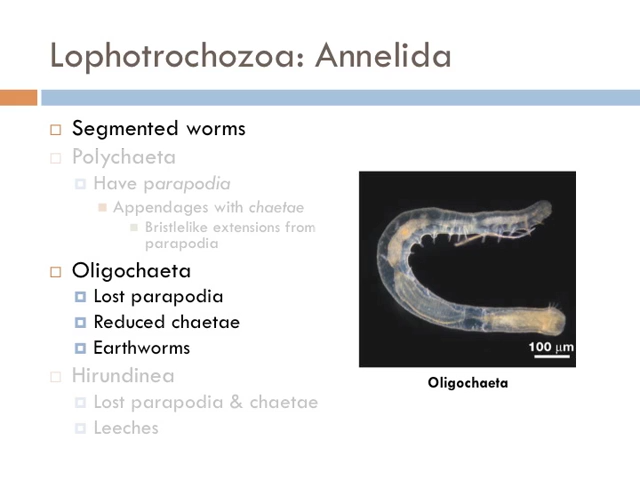 Lophotrochozoa: Annelida
Segmented worms
Polychaeta
Have parapodia
Appendages with chaetae
Bristlelike extensions from
parapodia
Oligochaeta
Lost parapodia
Reduced chaetae
Earthworms
Hirundinea
Lost parapodia & chaetae
Leeches
100 μm
Oligochaeta